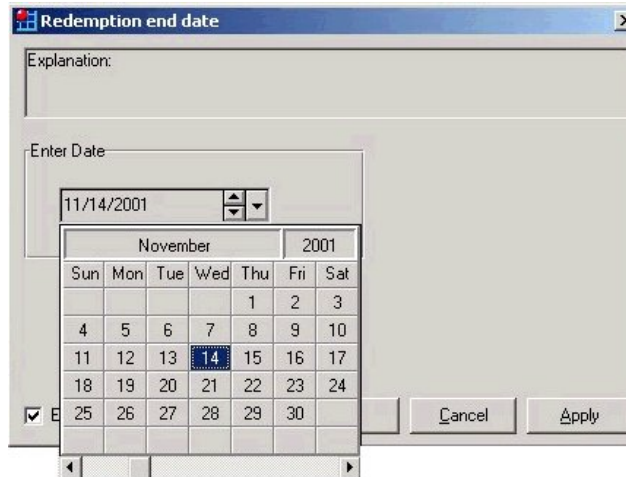 Redemption end date
Explanation:
Enter Date
11/14/2001
November 2001
Sun Mon Tue Wed Thu Fri Sat
1 2 3
4 5 6 7 8 9 10
11 12 13 14 15 16 17
18 19 20 21 22 23 24
25 26 27 28 29 30
Cancel Apply